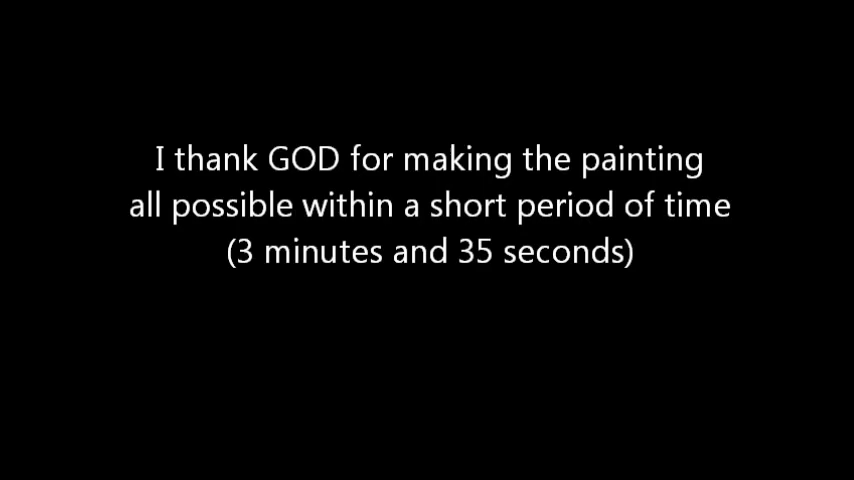 I thank GOD for making the painting
all possible within a short period of time
(3 minutes and 35 seconds)